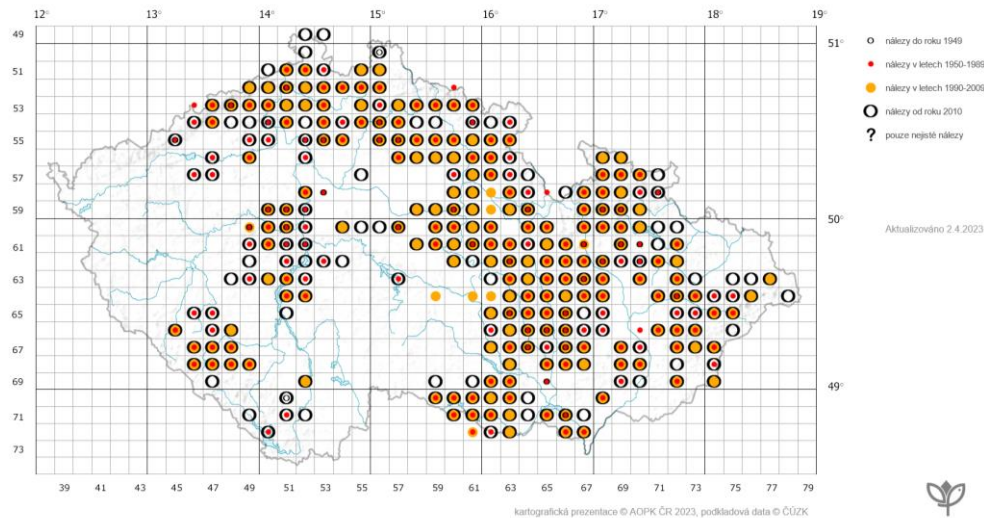 12° 13° 14° 15° 16° 17° 18° 19°
49
51°
51
53
55
57
59
50°
61
63
65
67
69
49°
71
73
39 41 43 45 47 49 51 53 55 57 59 61 63 65 67 69 71 73 75 77 79
nálezy do roku 1949
nálezy v letech 1950-1989
nálezy v letech 1990-2009
nálezy od roku 2010
? pouze nejisté nálezy
Aktualizováno 2.4.2023
kartografická prezentace © AOPK ČR 2023, podkladová data © ČÚZK